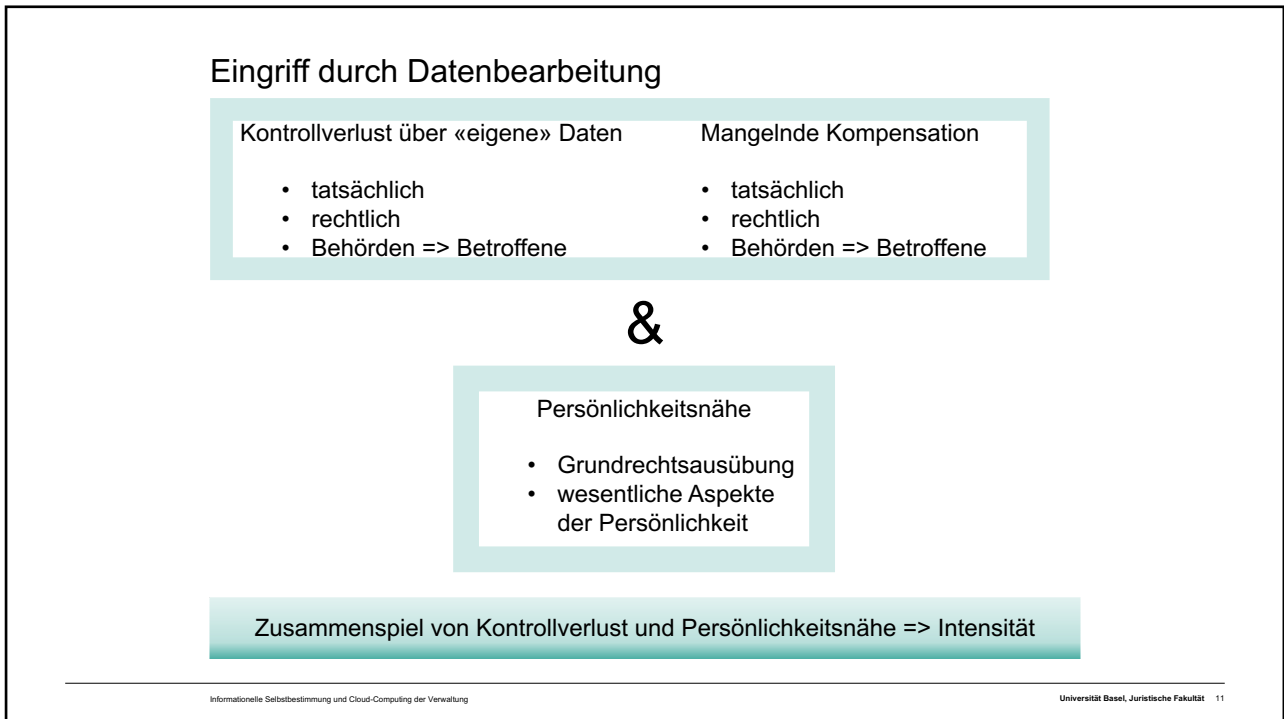 Eingriff durch Datenbearbeitung
Kontrollverlust über «eigene» Daten
• tatsächlich
• rechtlich
• Behörden => Betroffene
Mangelnde Kompensation
• tatsächlich
• rechtlich
• Behörden => Betroffene
&
Persönlichkeitsnähe
• Grundrechtsausübung
• wesentliche Aspekte
der Persönlichkeit
Zusammenspiel von Kontrollverlust und Persönlichkeitsnähe => Intensität
Informationelle Selbstbestimmung und Cloud-Computing der Verwaltung
Universität Basel, Juristische Fakultät 11